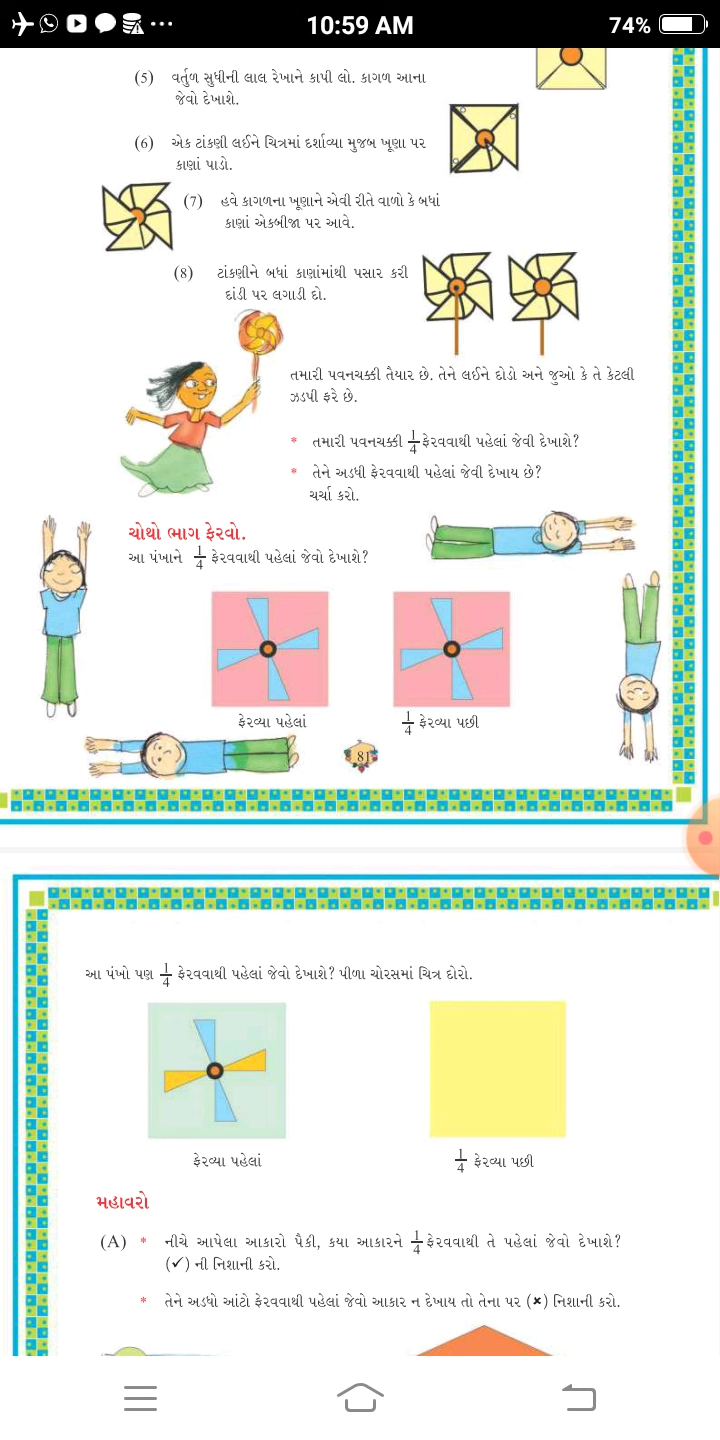 10:59 AM
74%
(5) વર્તુળ સુધીની લાલ રેખાને કાપી લો. કાગળ આના
જેવો દેખાશે.
(6) એક ટાંકણી લઈને ચિત્રમાં દર્શાવ્યા મુજબ ખૂણા પર
કાણાં પાડો.
(7) હવે કાગળના ખૂણાને એવી રીતે વાળો કે બધાં
કાણાં એકબીજા પર આવે.
(8) ટાંકણીને બધાં કાણાંમાંથી પસાર કરી
દાંડી પર લગાડી દો.
તમારી પવનચક્કી તૈયાર છે. તેને લઈને દોડો અને જુઓ કે તે કેટલી
ઝડપી ફરે છે.
* તમારી પવનચક્કી 1/4 ફેરવવાથી પહેલાં જેવી દેખાશે?
* તેને અડધી ફેરવવાથી પહેલાં જેવી દેખાય છે?
ચર્ચા કરો.
ચોથો ભાગ ફેરવો.
આ પંખાને 1/4 ફેરવવાથી પહેલાં જેવો દેખાશે?
ફેરવ્યા પહેલાં
1/4 ફેરવ્યા પછી
81
આ પંખો પણ 1/4 ફેરવવાથી પહેલાં જેવો દેખાશે? પીળા ચોરસમાં ચિત્ર દોરો.
ફેરવ્યા પહેલાં
1/4 ફેરવ્યા પછી
મહાવરો
(A) * નીચે આપેલા આકારો પૈકી, કયા આકારને 1/4 ફેરવવાથી તે પહેલાં જેવો દેખાશે?
(✓) ની નિશાની કરો.
* તેને અડધો આંટો ફેરવવાથી પહેલાં જેવો આકાર ન દેખાય તો તેના પર (✗) નિશાની કરો.